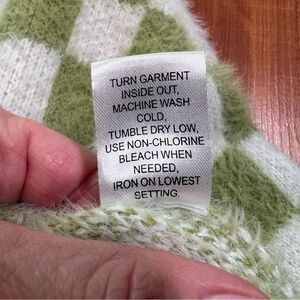 TURN GARMENT
INSIDE OUT,
MACHINE WASH
COLD,
TUMBLE DRY LOW,
USE NON-CHLORINE
BLEACH WHEN
NEEDED,
IRON ON LOWEST
SETTING.